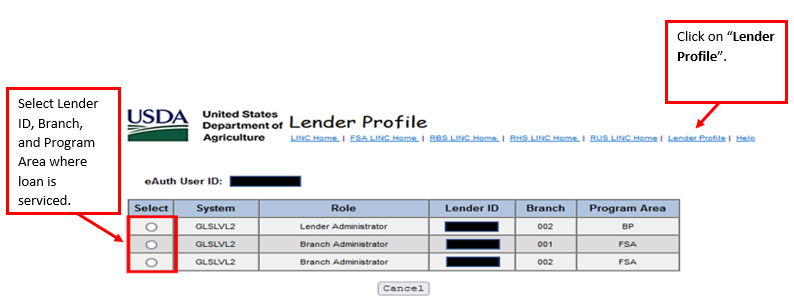 Click on “Lender
Profile”.
Select Lender
ID, Branch,
and Program
Area where
loan is
serviced.
USDA
United States
Department of
Agriculture
Lender Profile
LINC Home | FSA LINC Home | RBS LINC Home | RHS LINC Home | RUS LINC Home | Lender Profile | Help
eAuth User ID:
Select System Role Lender ID Branch Program Area
GLSLVL2 Lender Administrator 002 BP
GLSLVL2 Branch Administrator 001 FSA
GLSLVL2 Branch Administrator 002 FSA
Cancel